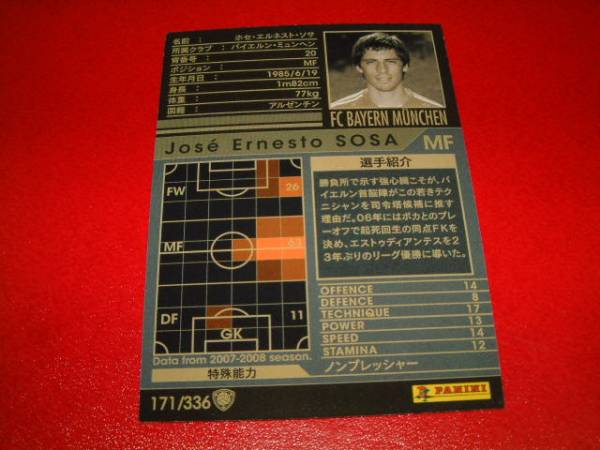 名前: ホセ・エルネスト・ソサ
所属クラブ: バイエルン・ミュンヘン
背番号: 20
ポジション: MF
生年月日: 1985/6/19
身長: 1m82cm
体重: 77kg
国籍: アルゼンチン
FC BAYERN MÜNCHEN
José Ernesto SOSA MF
選手紹介
勝負所で示す強心臓こそが、バ
イエルン首脳陣がこの若きテク
ニシャンを司令塔候補に推す
理由だ。06年にはボカとのプレ
ーオフで起死回生の同点FKを
決め、エストゥディアンテスを2
3年ぶりのリーグ優勝に導いた。
FW 26
MF 63
DF 11
GK
Data from 2007-2008 season.
OFFENCE 14
DEFENCE 8
TECHNIQUE 17
POWER 13
SPEED 14
STAMINA 12
特殊能力
ノンプレッシャー
171/336
PANINI